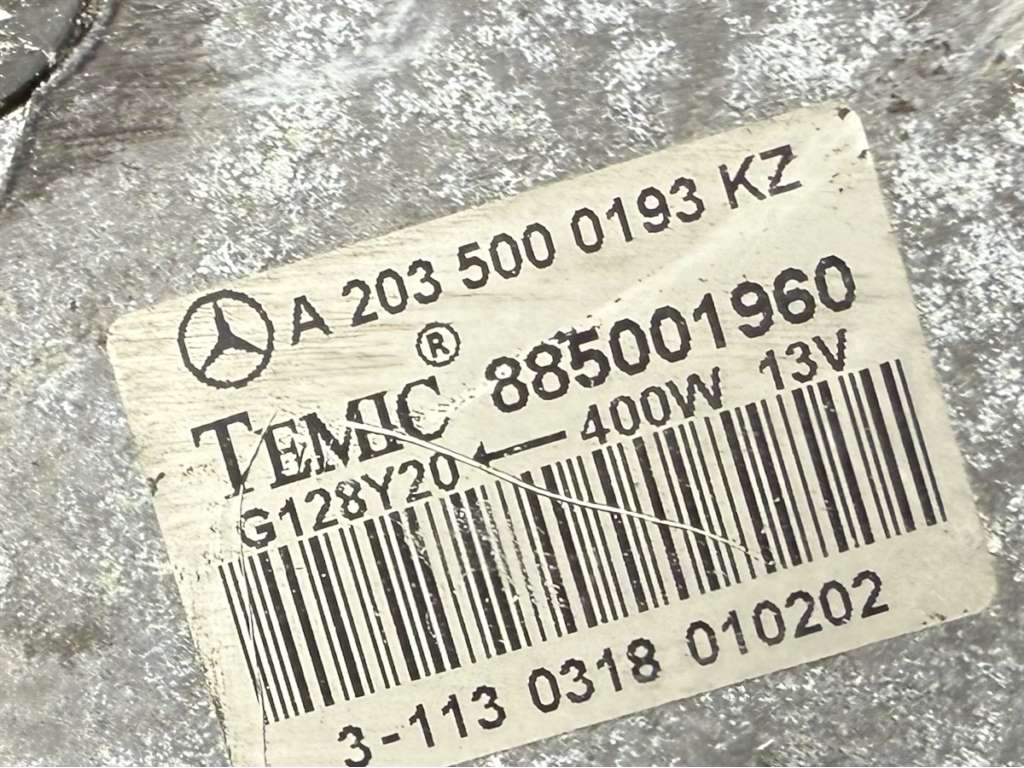 A 203 500 0193 KZ
TEMIC ® 885001960
G128Y20 ← 400W 13V
3-113 0318 010202